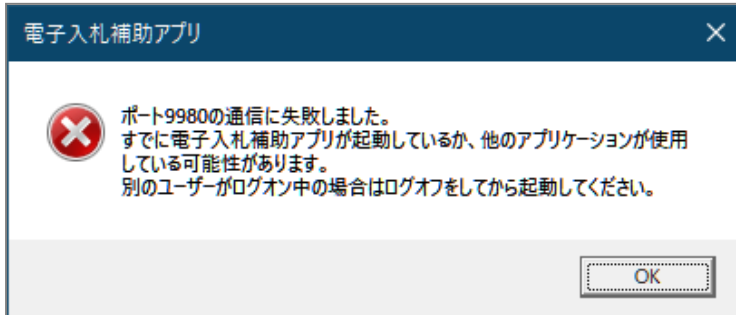 電子入札補助アプリ
ポート9980の通信に失敗しました。
すでに電子入札補助アプリが起動しているか、他のアプリケーションが使用
している可能性があります。
別のユーザーがログオン中の場合はログオフをしてから起動してください。
OK